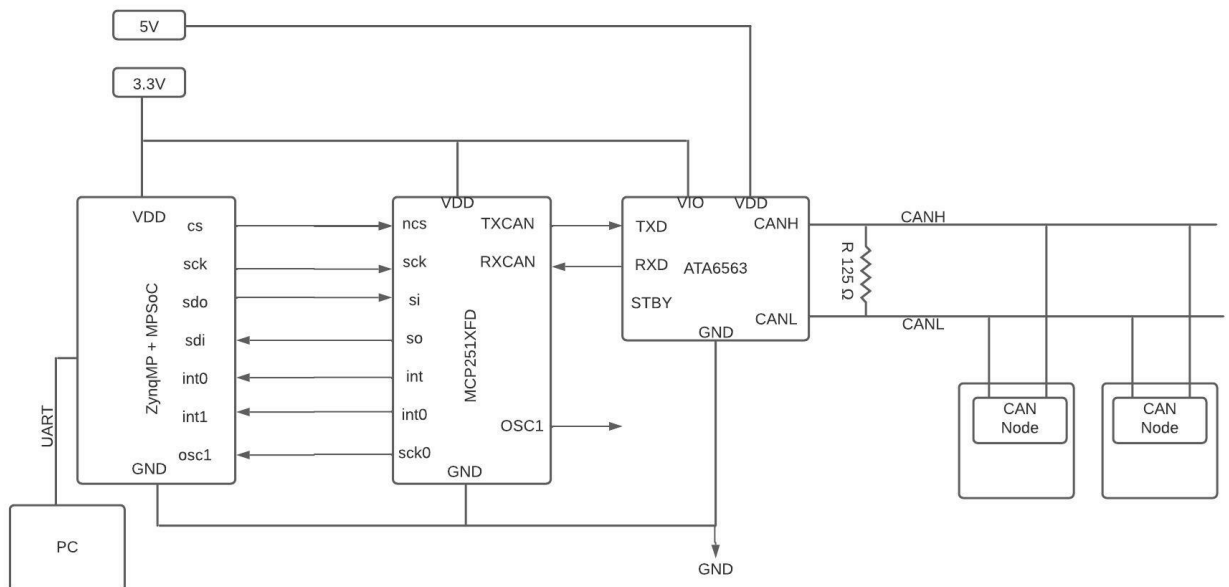 5V
3.3V
VDD
cs
sck
sdo
sdi
int0
int1
osc1
GND
ZynqMP + MPSoC
UART
PC
VDD
ncs
sck
si
so
int
int0
sck0
GND
MCP251XFD
TXCAN
RXCAN
OSC1
VIO
VDD
TXD
RXD
STBY
ATA6563
CANH
CANL
GND
GND
CANH
R 125 Ω
CANL
CAN
Node
CAN
Node